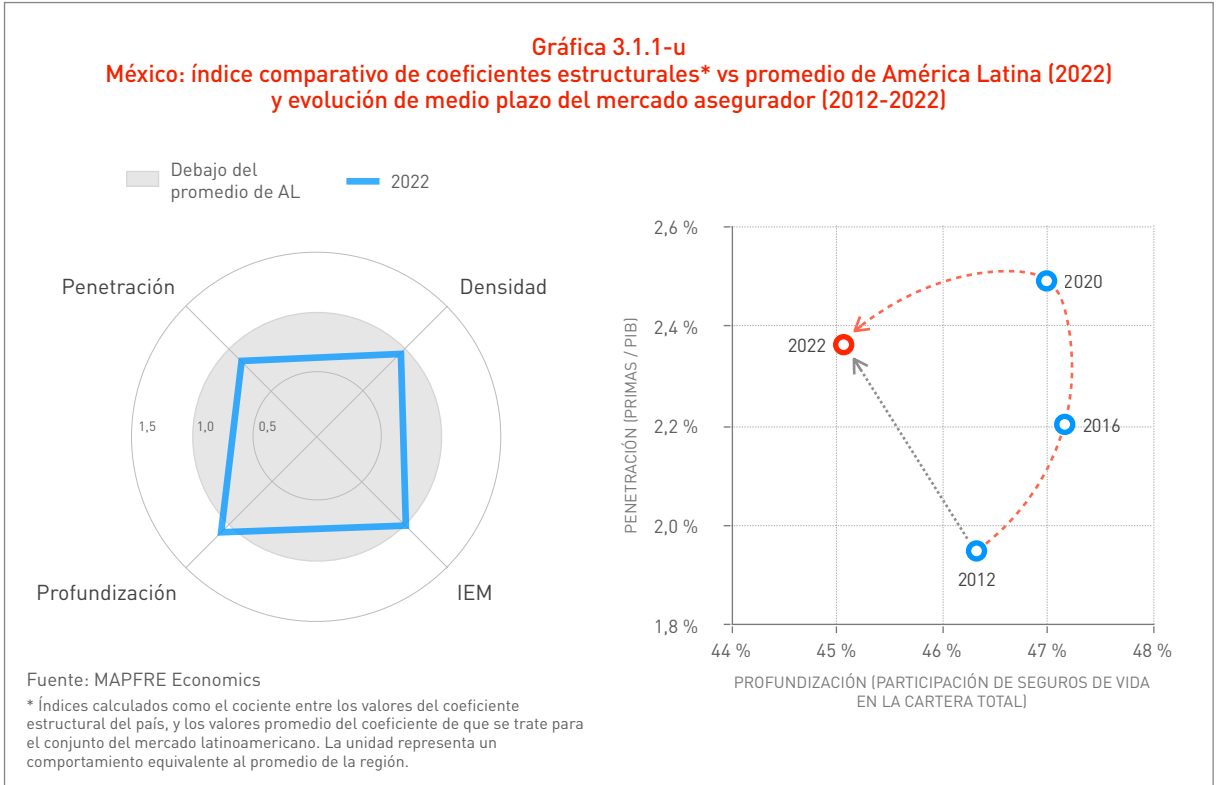 Gráfica 3.1.1-u
México: índice comparativo de coeficientes estructurales* vs promedio de América Latina (2022)
y evolución de medio plazo del mercado asegurador (2012-2022)
Debajo del
promedio de AL
2022
Penetración
Densidad
1,5
1,0
0,5
Profundización
IEM
PENETRACIÓN (PRIMAS / PIB)
2,6 %
2,4 %
2,2 %
2,0 %
1,8 %
2020
2022
2016
2012
44 %
45 %
46 %
47 %
48 %
PROFUNDIZACIÓN (PARTICIPACIÓN DE SEGUROS DE VIDA
EN LA CARTERA TOTAL)
Fuente: MAPFRE Economics
* Índices calculados como el cociente entre los valores del coeficiente
estructural del país, y los valores promedio del coeficiente de que se trate para
el conjunto del mercado latinoamericano. La unidad representa un
comportamiento equivalente al promedio de la región.